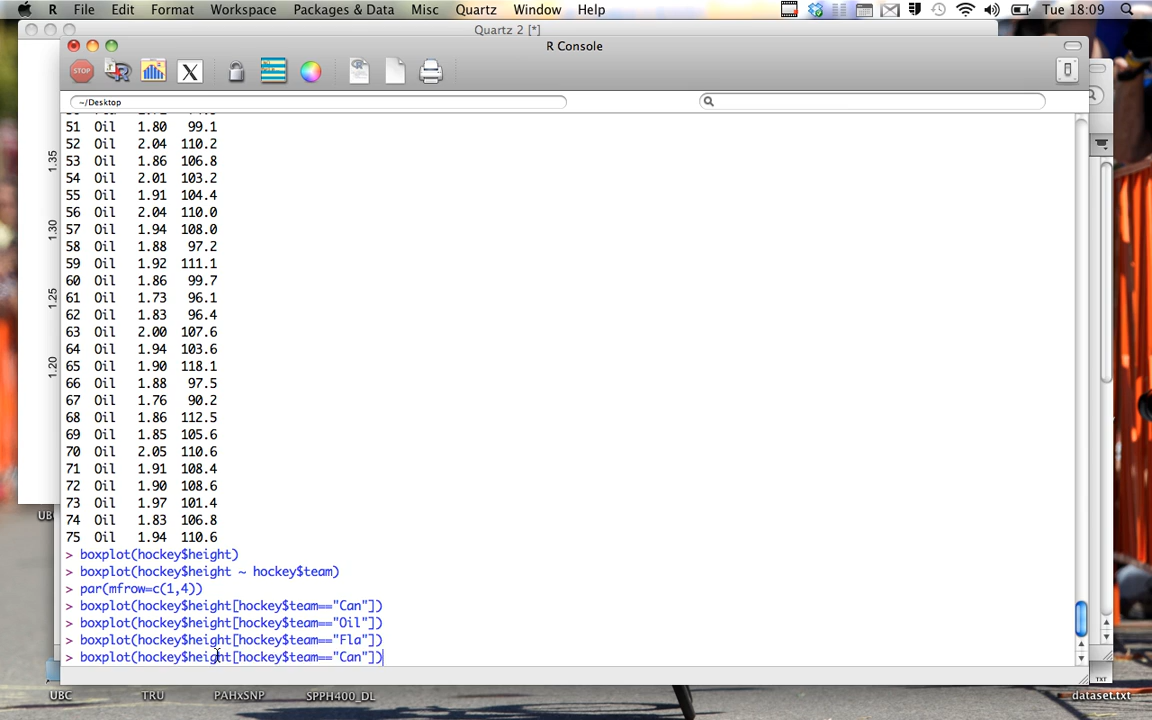 R File Edit Format Workspace Packages & Data Misc Quartz Window Help Tue 18:09
Quartz 2 [*]
R Console
STOP
~/Desktop
51 Oil 1.80 99.1
52 Oil 2.04 110.2
53 Oil 1.86 106.8
54 Oil 2.01 103.2
55 Oil 1.91 104.4
56 Oil 2.04 110.0
57 Oil 1.94 108.0
58 Oil 1.88 97.2
59 Oil 1.92 111.1
60 Oil 1.86 99.7
61 Oil 1.73 96.1
62 Oil 1.83 96.4
63 Oil 2.00 107.6
64 Oil 1.94 103.6
65 Oil 1.90 118.1
66 Oil 1.88 97.5
67 Oil 1.76 90.2
68 Oil 1.86 112.5
69 Oil 1.85 105.6
70 Oil 2.05 110.6
71 Oil 1.91 108.4
72 Oil 1.90 108.6
73 Oil 1.97 101.4
74 Oil 1.83 106.8
75 Oil 1.94 110.6
> boxplot(hockey$height)
> boxplot(hockey$height ~ hockey$team)
> par(mfrow=c(1,4))
> boxplot(hockey$height[hockey$team=="Can"])
> boxplot(hockey$height[hockey$team=="Oil"])
> boxplot(hockey$height[hockey$team=="Fla"])
> boxplot(hockey$height[hockey$team=="Can"])
1.35
1.30
1.25
1.20
UBC
UBC TRU PAHxSNP SPPH400_DL
TXT
dataset.txt